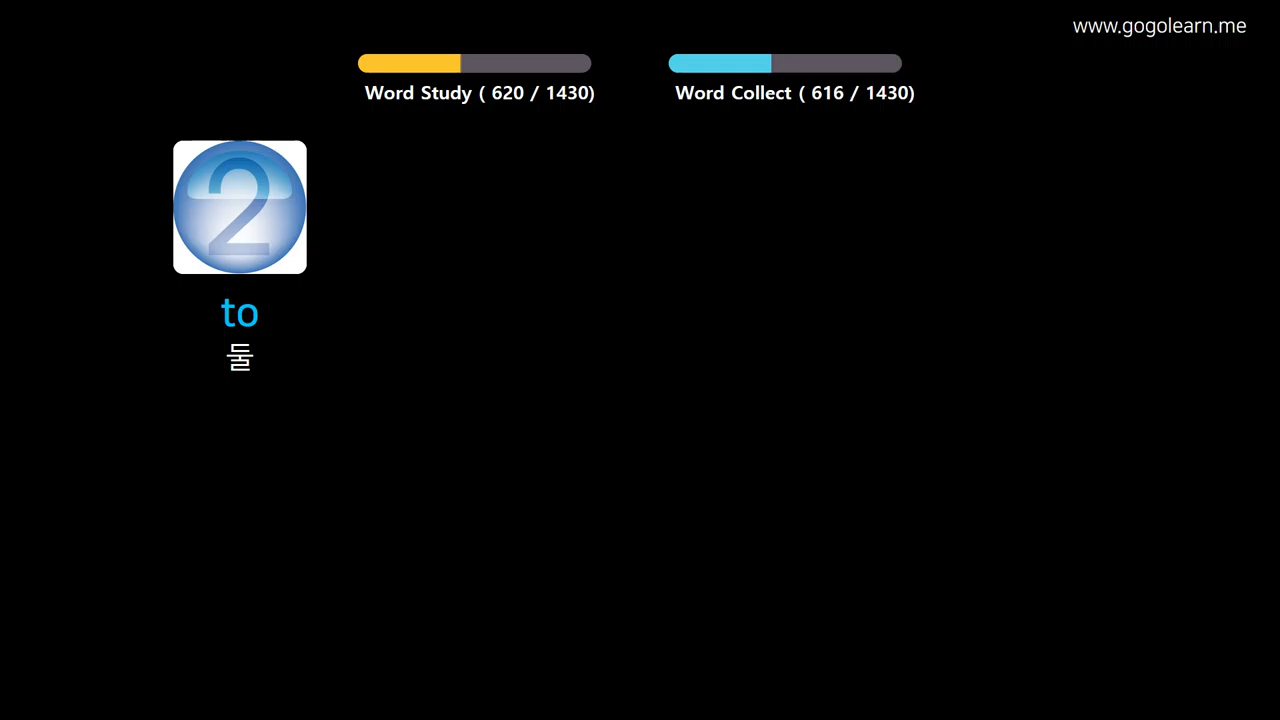 www.gogolearn.me
Word Study ( 620 / 1430)
Word Collect ( 616 / 1430)
2
to
둘